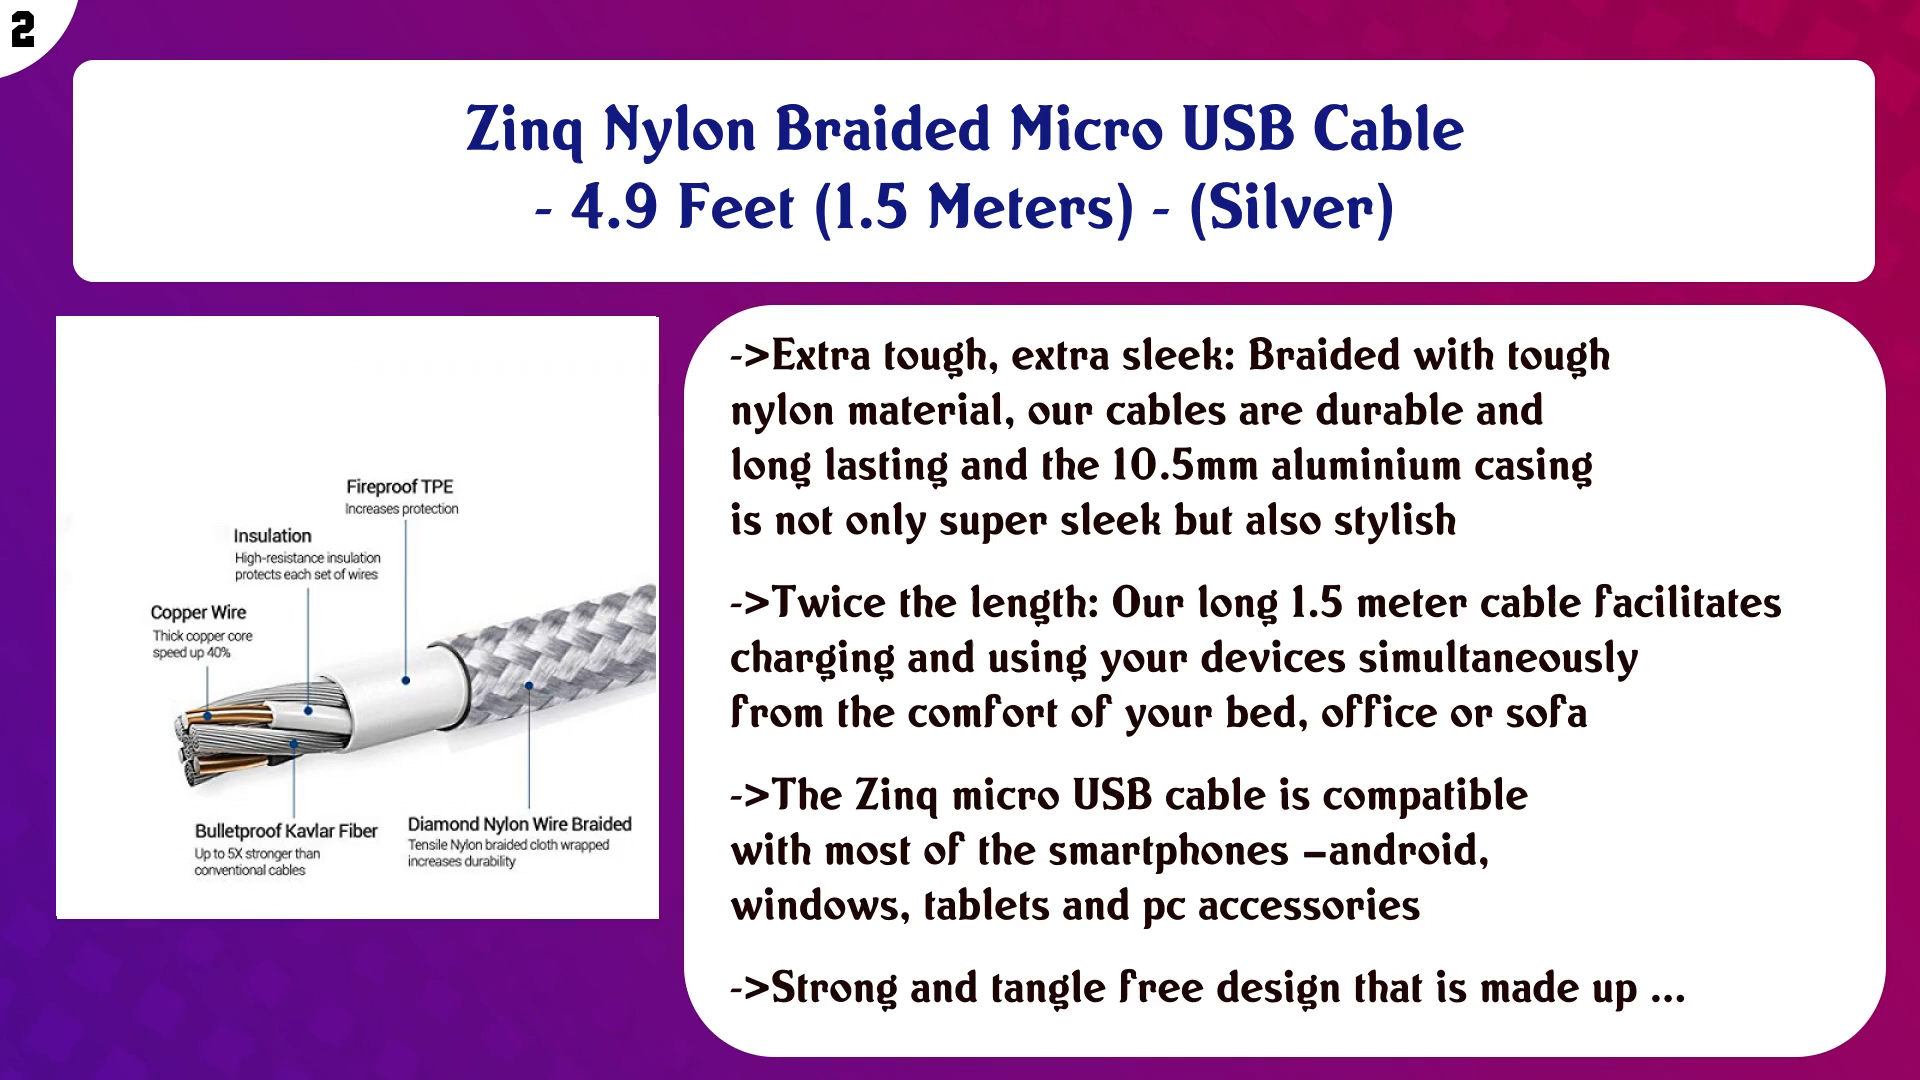 2
Zinq Nylon Braided Micro USB Cable
- 4.9 Feet (1.5 Meters) - (Silver)
Fireproof TPE
Increases protection
Insulation
High-resistance insulation
protects each set of wires
Copper Wire
Thick copper core
speed up 40%
Bulletproof Kavlar Fiber
Up to 5X stronger than
conventional cables
Diamond Nylon Wire Braided
Tensile Nylon braided cloth wrapped
increases durability
->Extra tough, extra sleek: Braided with tough
nylon material, our cables are durable and
long lasting and the 10.5mm aluminium casing
is not only super sleek but also stylish
->Twice the length: Our long 1.5 meter cable facilitates
charging and using your devices simultaneously
from the comfort of your bed, office or sofa
->The Zinq micro USB cable is compatible
with most of the smartphones –android,
windows, tablets and pc accessories
->Strong and tangle free design that is made up ...